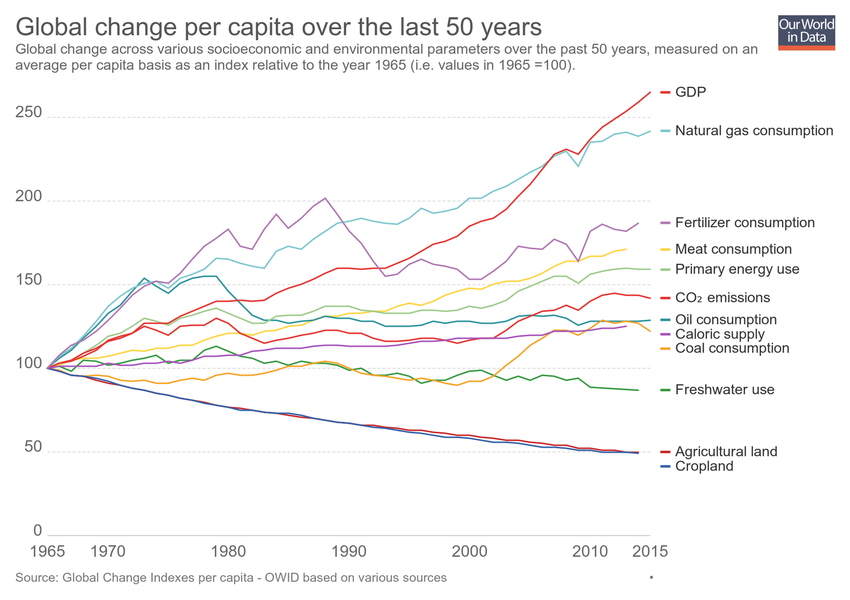 Global change per capita over the last 50 years
Our World
in Data
Global change across various socioeconomic and environmental parameters over the past 50 years, measured on an
average per capita basis as an index relative to the year 1965 (i.e. values in 1965 =100).
GDP
250
Natural gas consumption
200
Fertilizer consumption
Meat consumption
Primary energy use
150
CO₂ emissions
Oil consumption
Caloric supply
Coal consumption
100
Freshwater use
50
Agricultural land
Cropland
0
1965 1970 1980 1990 2000 2010 2015
Source: Global Change Indexes per capita - OWID based on various sources
•